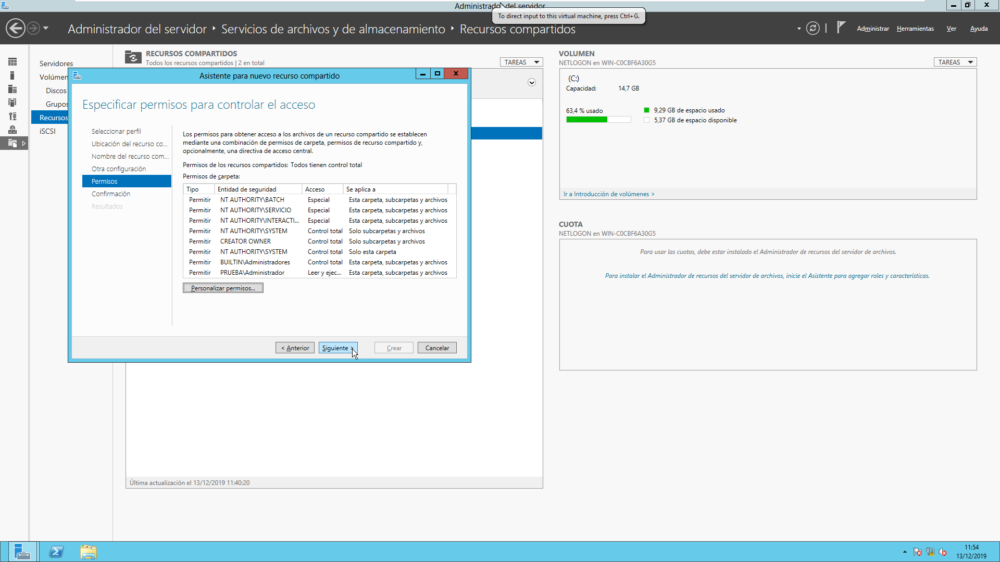 Administrador del servidor
To direct input to this virtual machine, press Ctrl+G.
Administrador del servidor ‣ Servicios de archivos y de almacenamiento ‣ Recursos compartidos
Administrar Herramientas Ver Ayuda
Servidores
Volúmen
Discos
Grupos
Recursos
iSCSI
RECURSOS COMPARTIDOS
Todos los recursos compartidos | 2 en total
TAREAS
Asistente para nuevo recurso compartido
Especificar permisos para controlar el acceso
Seleccionar perfil
Ubicación del recurso co...
Nombre del recurso com...
Otra configuración
Permisos
Confirmación
Resultados
Los permisos para obtener acceso a los archivos de un recurso compartido se establecen
mediante una combinación de permisos de carpeta, permisos de recurso compartido y,
opcionalmente, una directiva de acceso central.
Permisos de los recursos compartidos: Todos tienen control total
Permisos de carpeta:
Tipo Entidad de seguridad Acceso Se aplica a
Permitir NT AUTHORITY\BATCH Especial Esta carpeta, subcarpetas y archivos
Permitir NT AUTHORITY\SERVICIO Especial Esta carpeta, subcarpetas y archivos
Permitir NT AUTHORITY\INTERACTI... Especial Esta carpeta, subcarpetas y archivos
Permitir NT AUTHORITY\SYSTEM Control total Solo subcarpetas y archivos
Permitir CREATOR OWNER Control total Solo subcarpetas y archivos
Permitir NT AUTHORITY\SYSTEM Control total Solo esta carpeta
Permitir BUILTIN\Administradores Control total Esta carpeta, subcarpetas y archivos
Permitir PRUEBA\Administrador Leer y ejec... Esta carpeta, subcarpetas y archivos
Personalizar permisos...
< Anterior Siguiente > Crear Cancelar
Última actualización el 13/12/2019 11:40:20
VOLUMEN
NETLOGON en WIN-C0CBF6A30G5
TAREAS
(C:)
Capacidad: 14,7 GB
63,4 % usado
9,29 GB de espacio usado
5,37 GB de espacio disponible
Ir a Introducción de volúmenes >
CUOTA
NETLOGON en WIN-C0CBF6A30G5
Para usar las cuotas, debe estar instalado el Administrador de recursos del servidor de archivos.
Para instalar el Administrador de recursos del servidor de archivos, inicie el Asistente para agregar roles y características.
11:54
13/12/2019